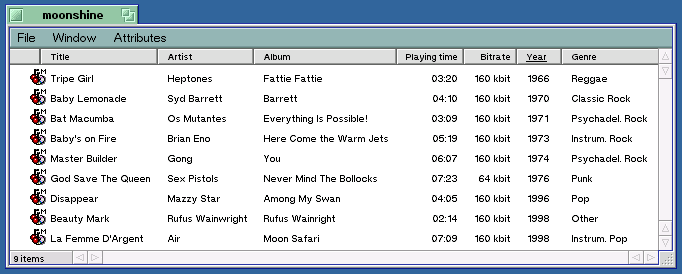 moonshine
File Window Attributes
Title Artist Album Playing time Bitrate Year Genre
Tripe Girl Heptones Fattie Fattie 03:20 160 kbit 1966 Reggae
Baby Lemonade Syd Barrett Barrett 04:10 160 kbit 1970 Classic Rock
Bat Macumba Os Mutantes Everything Is Possible! 03:09 160 kbit 1971 Psychadel. Rock
Baby's on Fire Brian Eno Here Come the Warm Jets 05:19 160 kbit 1973 Instrum. Rock
Master Builder Gong You 06:07 160 kbit 1974 Psychadel. Rock
God Save The Queen Sex Pistols Never Mind The Bollocks 07:23 64 kbit 1976 Punk
Disappear Mazzy Star Among My Swan 04:05 160 kbit 1996 Pop
Beauty Mark Rufus Wainwright Rufus Wainright 02:14 160 kbit 1998 Other
La Femme D'Argent Air Moon Safari 07:09 160 kbit 1998 Instrum. Pop
9 items